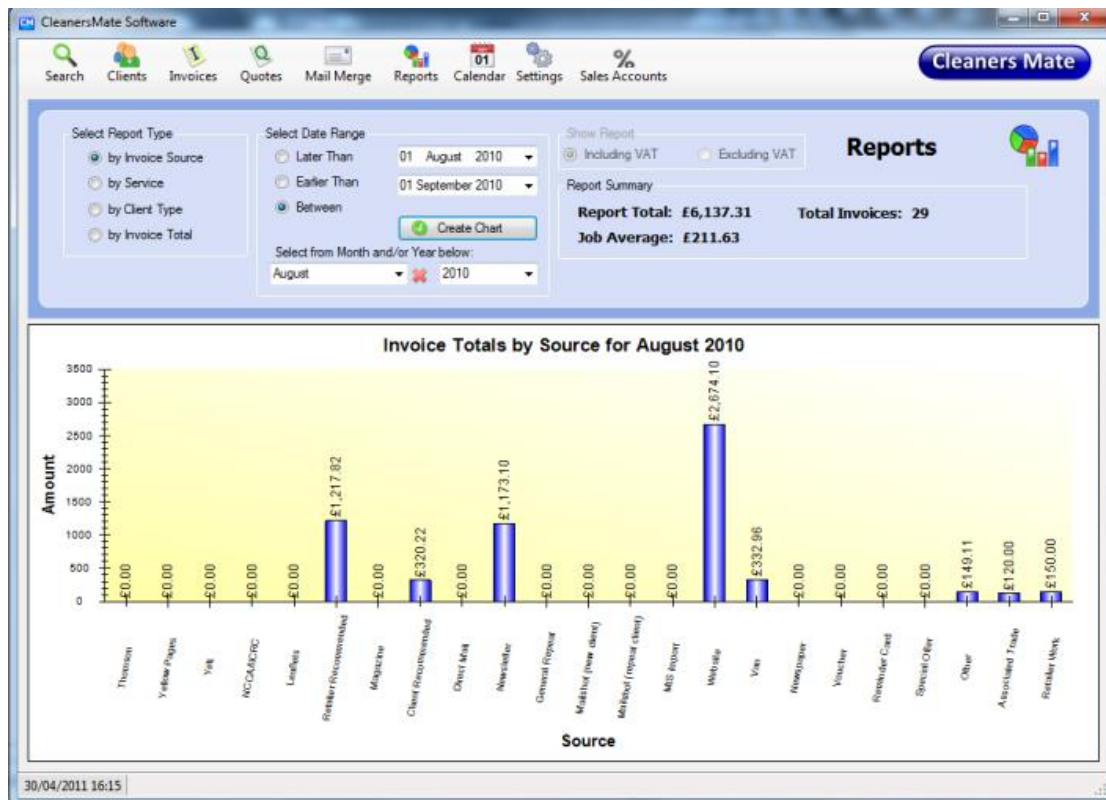 CM CleanersMate Software
Search Clients Invoices Quotes Mail Merge Reports Calendar Settings Sales Accounts
01
%
Cleaners Mate
Select Report Type
by Invoice Source
by Service
by Client Type
by Invoice Total
Select Date Range
Later Than 01 August 2010
Earlier Than 01 September 2010
Between
Create Chart
Select from Month and/or Year below:
August 2010
Show Report
Including VAT Excluding VAT
Report Summary
Report Total: £6,137.31 Total Invoices: 29
Job Average: £211.63
Reports
Invoice Totals by Source for August 2010
Amount
3500
3000
2500
2000
1500
1000
500
0
£0.00 £0.00 £0.00 £0.00 £0.00 £1,217.82 £0.00 £320.22 £0.00 £1,173.10 £0.00 £0.00 £0.00 £0.00 £2,674.10 £332.96 £0.00 £0.00 £0.00 £0.00 £149.11 £120.00 £150.00
Thomson Yellow Pages Yell NCCA/IICRC Leaflets Retailer Recommended Magazine Client Recommended Direct Mail Newsletter General Repeat Mailshot (new client) Mailshot (repeat client) MIS import Website Van Newspaper Voucher Reminder Card Special Offer Other Associated Trade Retailer Work
Source
30/04/2011 16:15